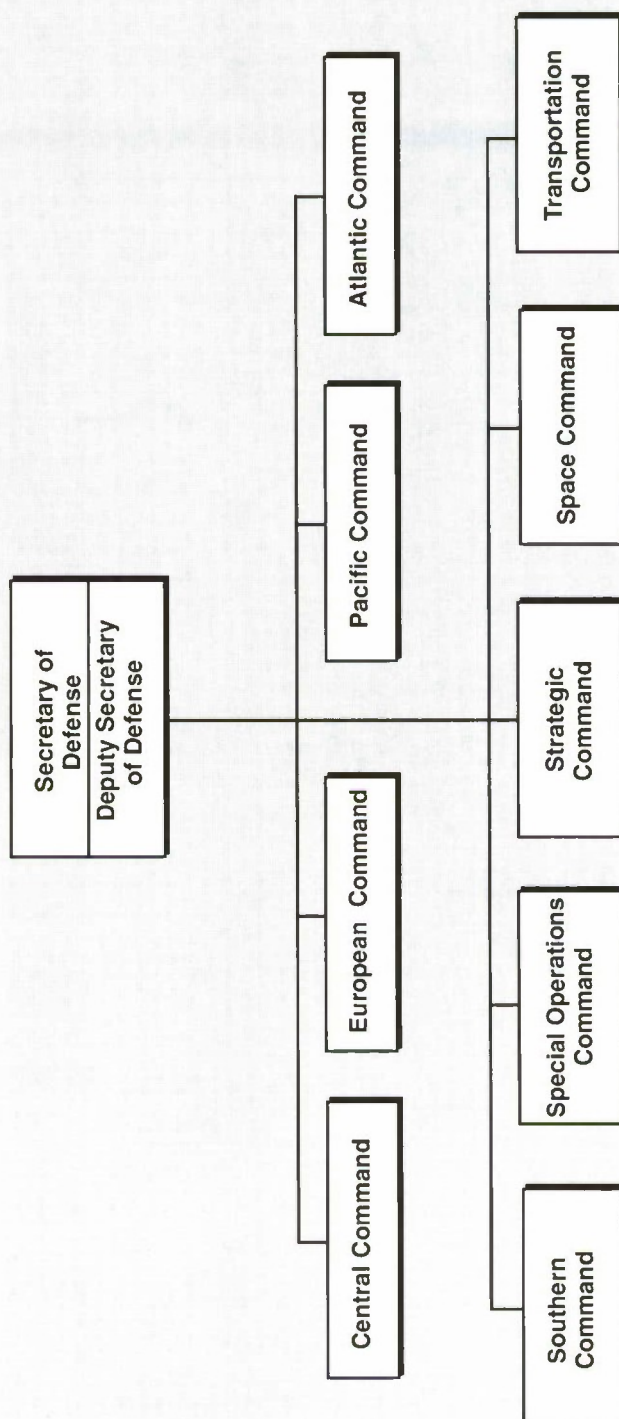 Secretary of
Defense
Deputy Secretary
of Defense
Central Command
European Command
Pacific Command
Atlantic Command
Southern
Command
Special Operations
Command
Strategic
Command
Space Command
Transportation
Command